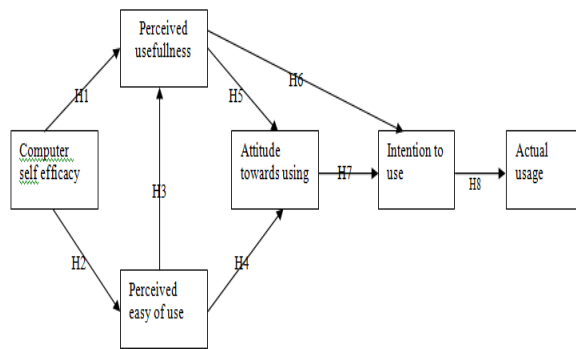 Perceived
usefullness
H1
H5
H6
Computer
self efficacy
H3
Attitude
towards using
H7
Intention to
use
H8
Actual
usage
H2
H4
Perceived
easy of use